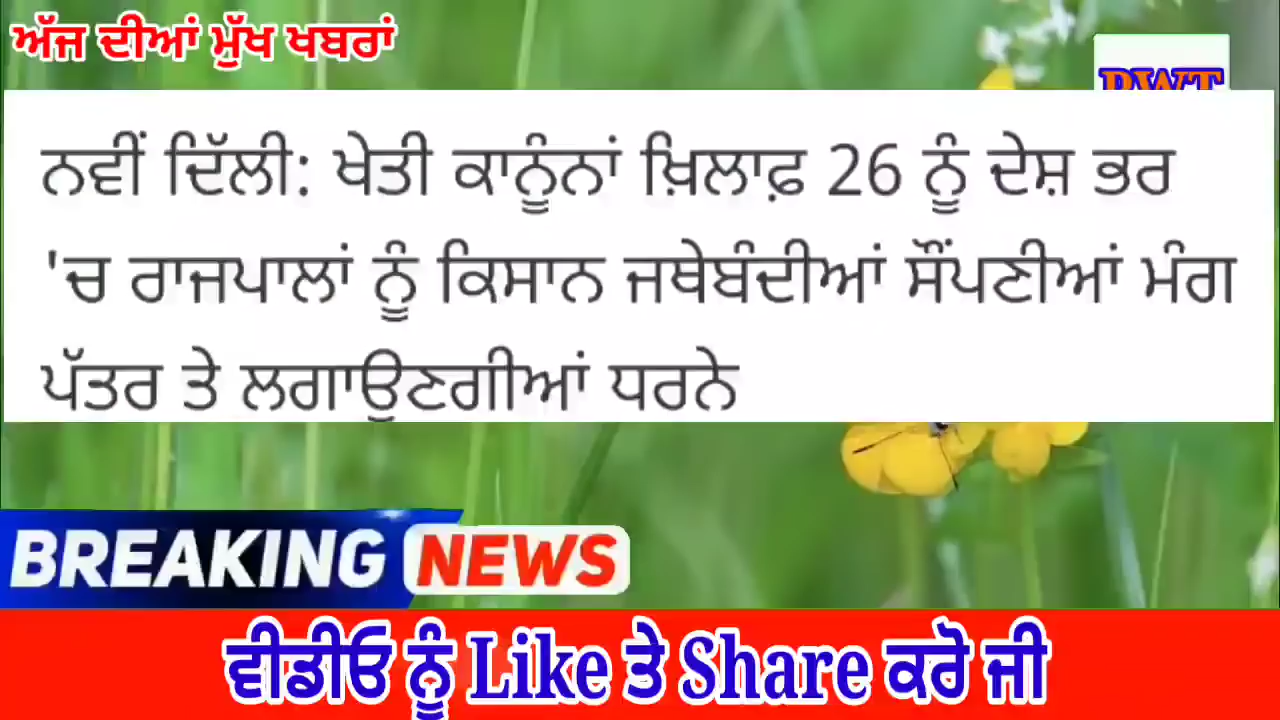 ਅੱਜ ਦੀਆਂ ਮੁੱਖ ਖਬਰਾਂ
ਨਵੀਂ ਦਿੱਲੀ: ਖੇਤੀ ਕਾਨੂੰਨਾਂ ਖ਼ਿਲਾਫ਼ 26 ਨੂੰ ਦੇਸ਼ ਭਰ
'ਚ ਰਾਜਪਾਲਾਂ ਨੂੰ ਕਿਸਾਨ ਜਥੇਬੰਦੀਆਂ ਸੌਂਪਣੀਆਂ ਮੰਗ
ਪੱਤਰ ਤੇ ਲਗਾਉਣਗੀਆਂ ਧਰਨੇ
BREAKING NEWS
ਵੀਡੀਓ ਨੂੰ Like ਤੇ Share ਕਰੋ ਜੀ